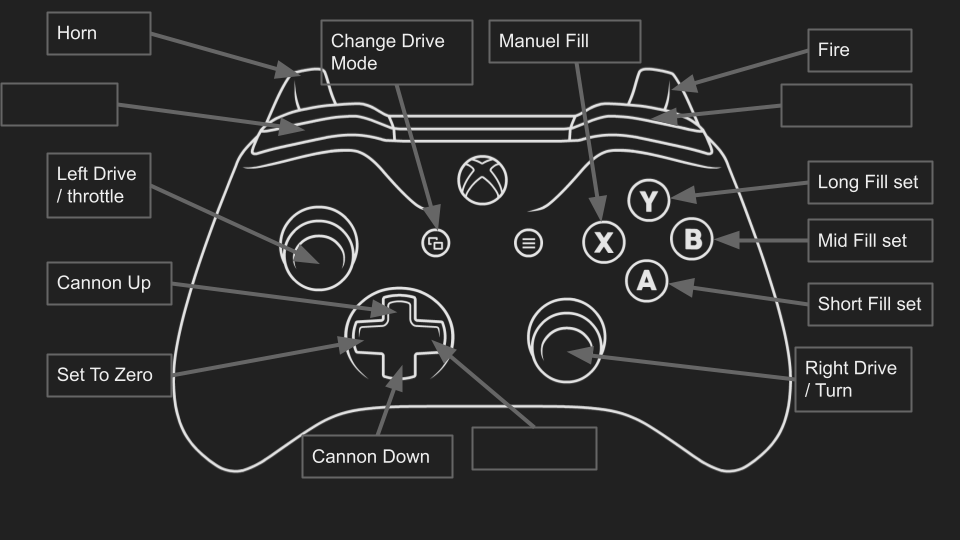 Horn
Change Drive
Mode
Manuel Fill
Fire
Left Drive
/ throttle
Long Fill set
Y
X
B
Mid Fill set
A
Cannon Up
Short Fill set
Set To Zero
Right Drive
/ Turn
Cannon Down